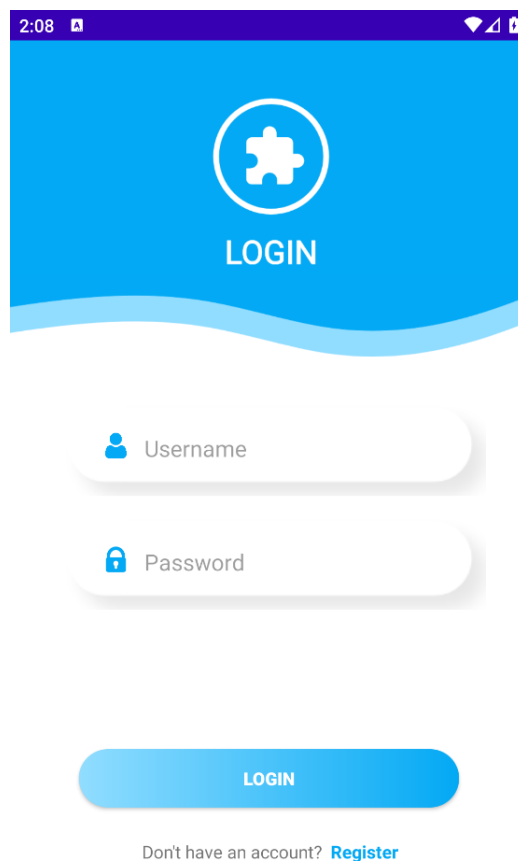 2:08 A
LOGIN
Username
Password
LOGIN
Don't have an account? Register